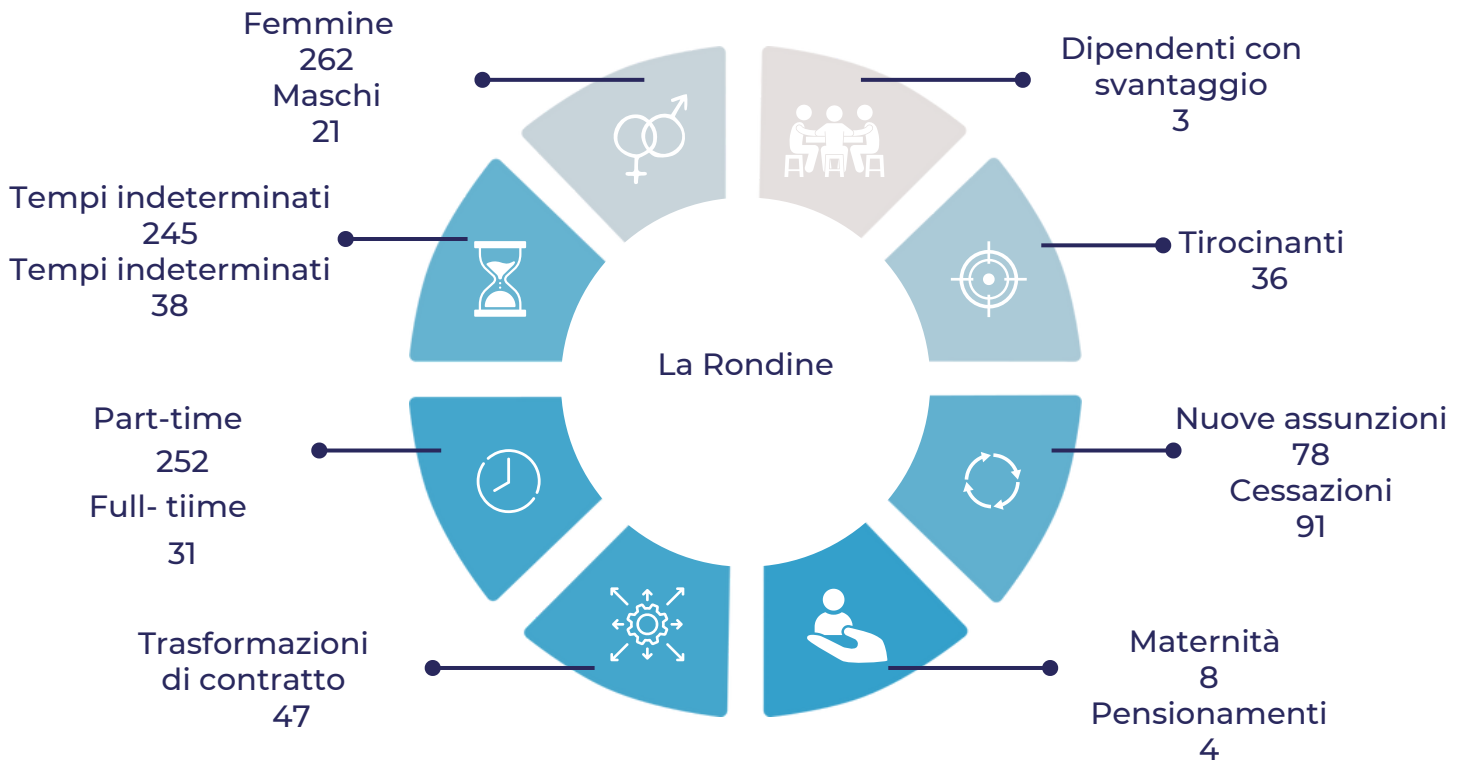 Femmine
262
Maschi
21
Tempi indeterminati
245
Tempi indeterminati
38
Part-time
252
Full- tiime
31
Trasformazioni
di contratto
47
La Rondine
Dipendenti con
svantaggio
3
Tirocinanti
36
Nuove assunzioni
78
Cessazioni
91
Maternità
8
Pensionamenti
4